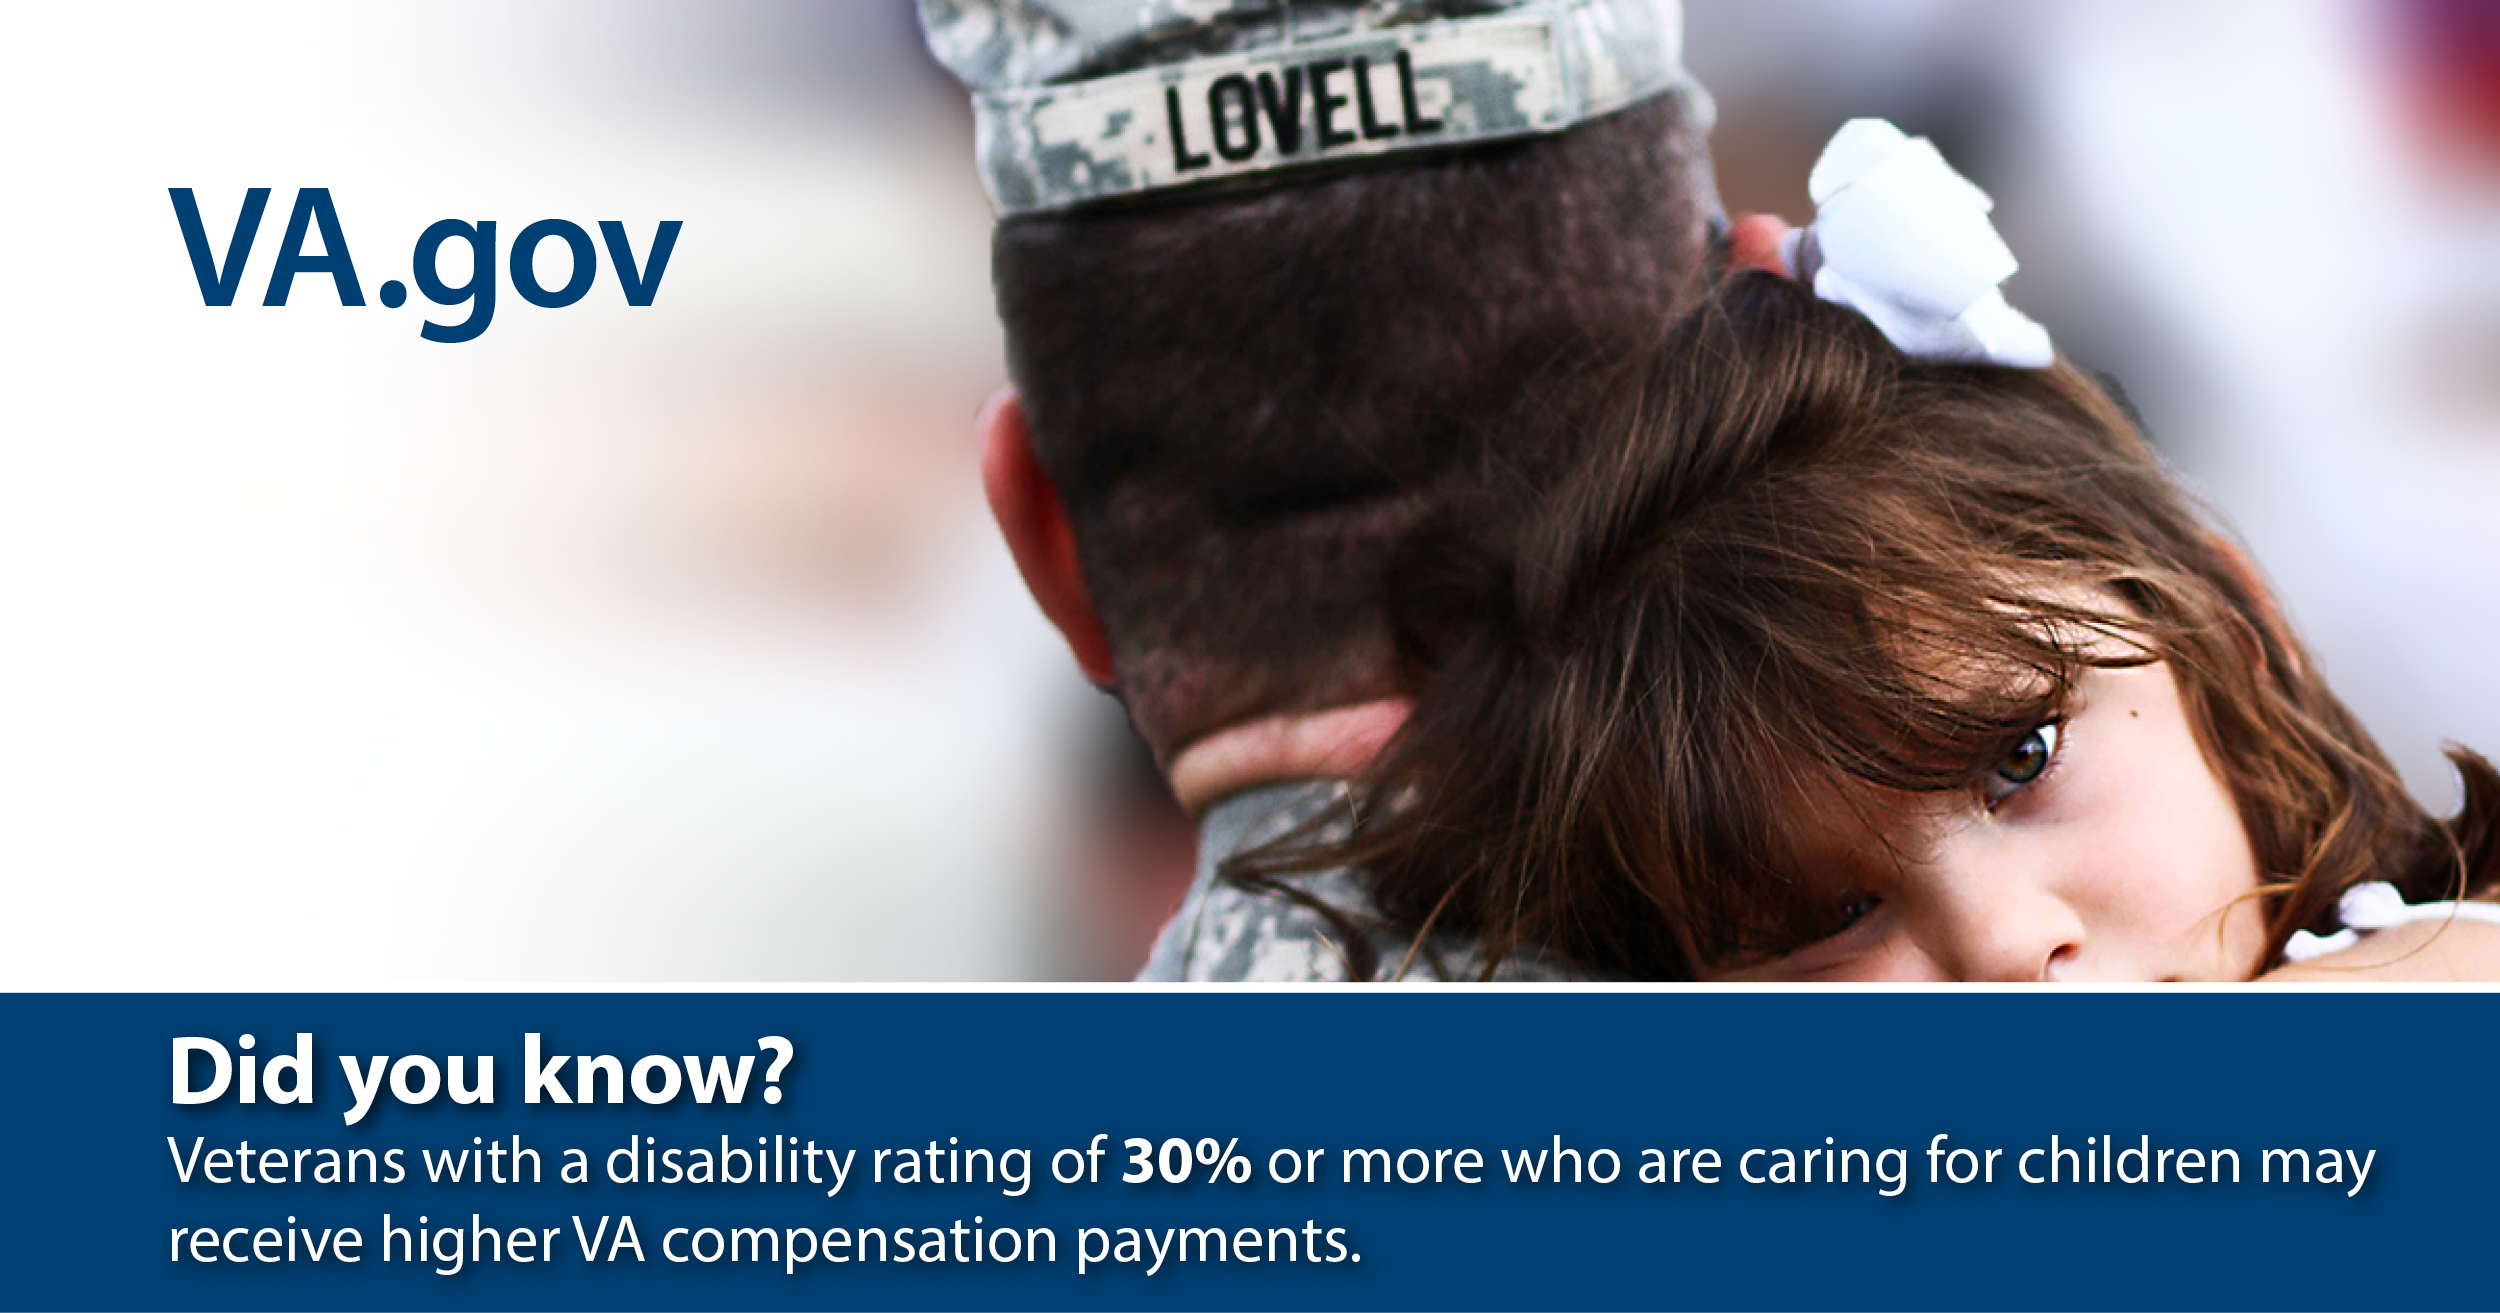 LOVELL
VA.gov
Did you know?
Veterans with a disability rating of 30% or more who are caring for children may
receive higher VA compensation payments.